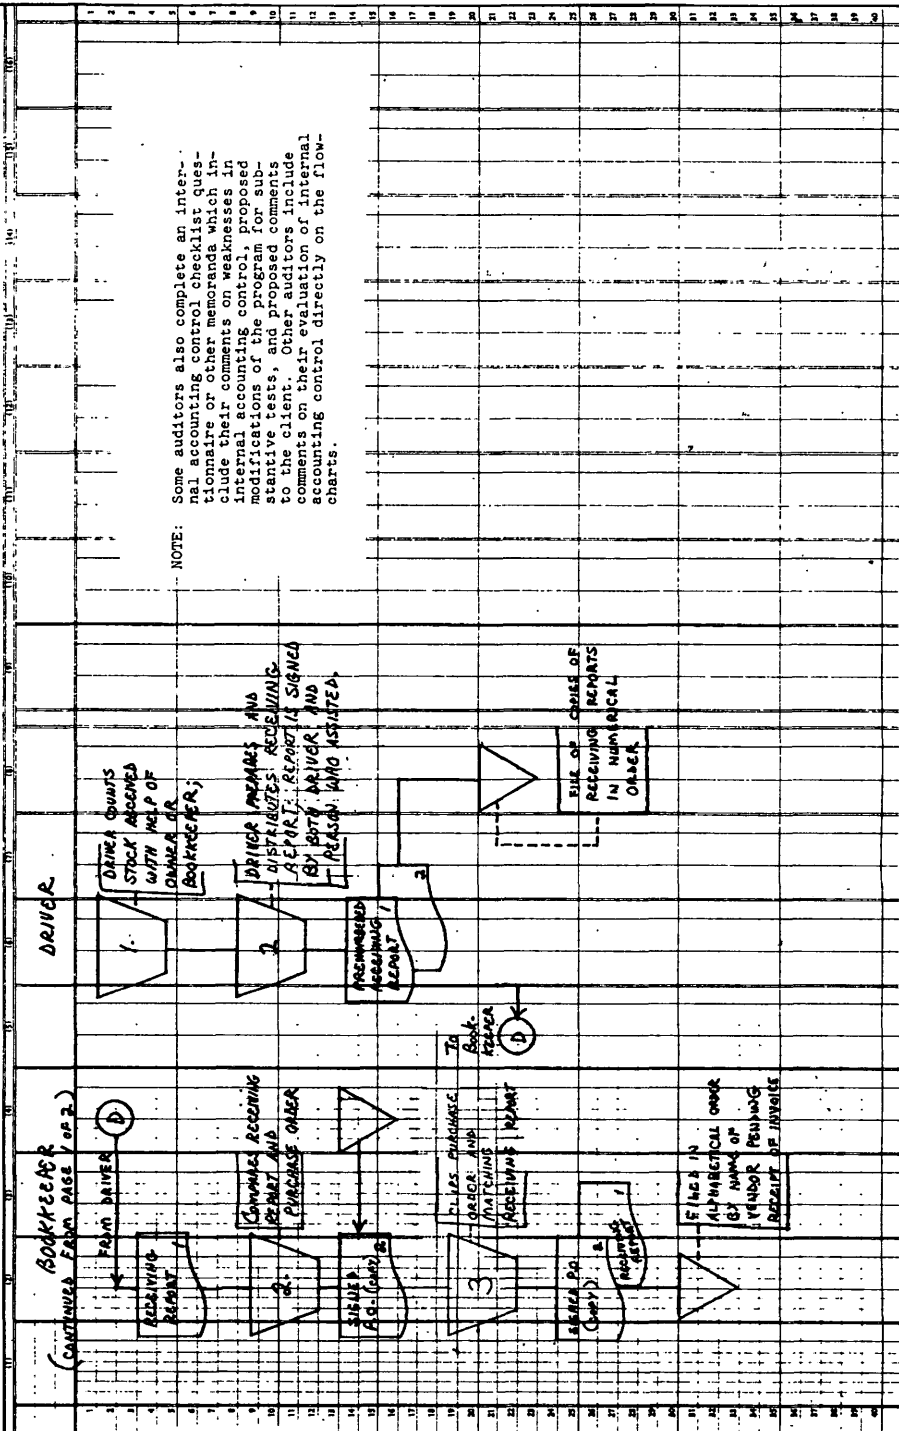 BOOKKEEPER
(CONTINUED FROM PAGE 1 OF 2)
D
FROM DRIVER
RECEIVING
REPORT
1
2.
COMPARES RECEIVING
REPORT AND
PURCHASE ORDER
SIGNED
P.O. (COPY)
2
3
CLIPS PURCHASE
ORDER AND
MATCHING
RECEIVING REPORT
SIGNED P.O.
(COPY)
2
RECEIVING
REPORT
1
FILED IN
ALPHABETICAL ORDER
BY NAME OF
VENDOR PENDING
RECEIPT OF INVOICE
DRIVER
1.
DRIVER COUNTS
STOCK RECEIVED
WITH HELP OF
OWNER OR
BOOKKEEPER;
2
DRIVER PREPARES AND
DISTRIBUTES RECEIVING
REPORT; REPORT IS SIGNED
BY BOTH DRIVER AND
PERSON WHO ASSISTED.
PRENUMBERED
RECEIVING
REPORT
1
2
To
BOOK-
KEEPER
D
FILE OF COPIES OF
RECEIVING REPORTS
IN NUMERICAL
ORDER
NOTE: Some auditors also complete an inter-
nal accounting control checklist ques-
tionnaire or other memoranda which in-
clude their comments on weaknesses in
internal accounting control, proposed
modifications of the program for sub-
stantive tests, and proposed comments
to the client. Other auditors include
comments on their evaluation of internal
accounting control directly on the flow-
charts.